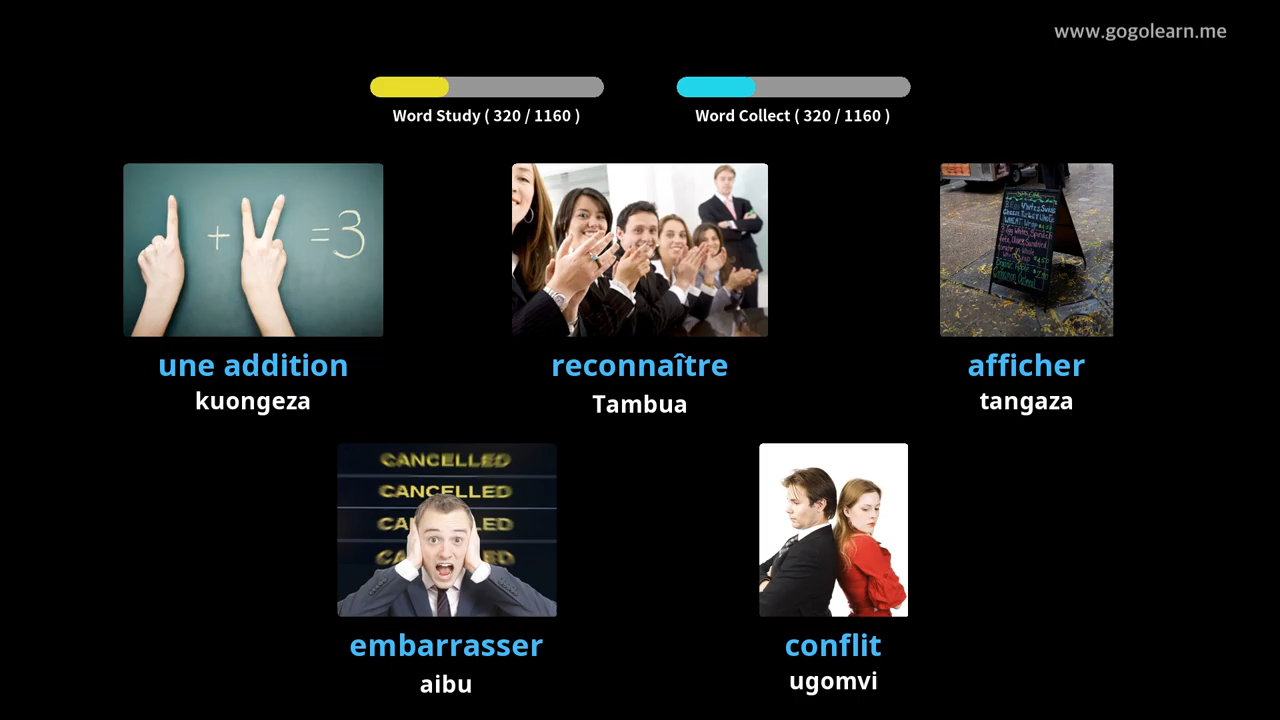 www.gogolearn.me
Word Study ( 320 / 1160 )
Word Collect ( 320 / 1160 )
+ = 3
une addition
kuongeza
reconnaître
Tambua
afficher
tangaza
CANCELLED
CANCELLED
embarrasser
aibu
conflit
ugomvi